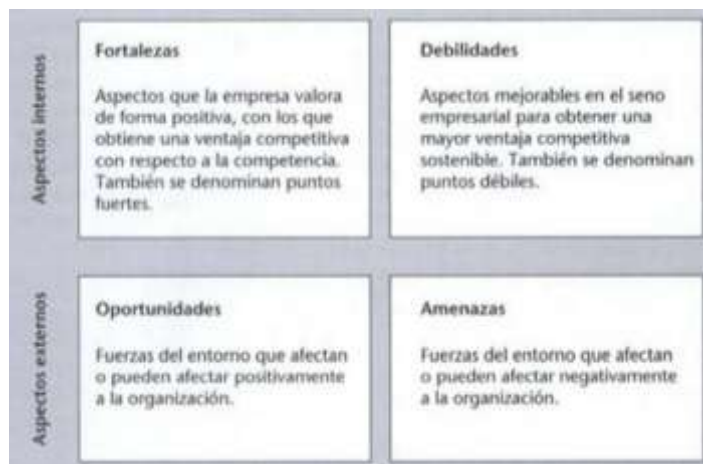 Aspectos internos
Fortalezas
Aspectos que la empresa valora
de forma positiva, con los que
obtiene una ventaja competitiva
con respecto a la competencia.
También se denominan puntos
fuertes.
Debilidades
Aspectos mejorables en el seno
empresarial para obtener una
mayor ventaja competitiva
sostenible. También se denominan
puntos débiles.
Aspectos externos
Oportunidades
Fuerzas del entorno que afectan
o pueden afectar positivamente
a la organización.
Amenazas
Fuerzas del entorno que afectan
o pueden afectar negativamente
a la organización.